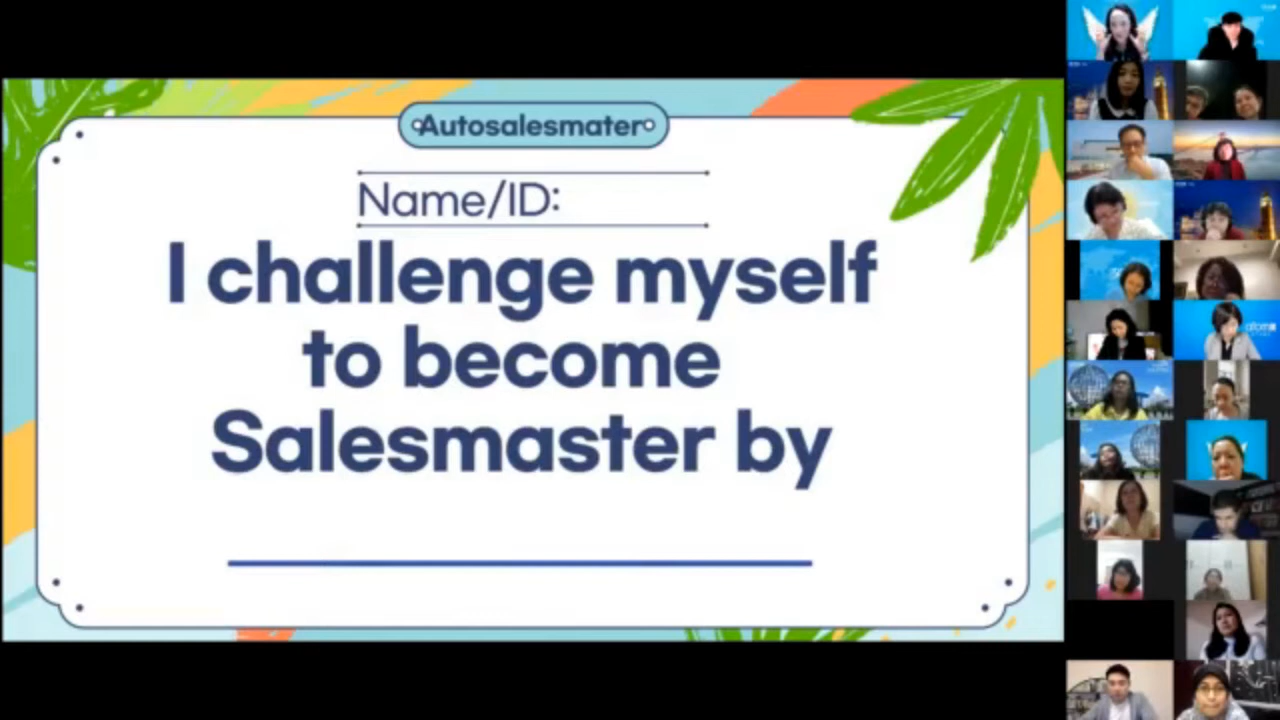 Autosalesmater
Name/ID:
I challenge myself
to become
Salesmaster by